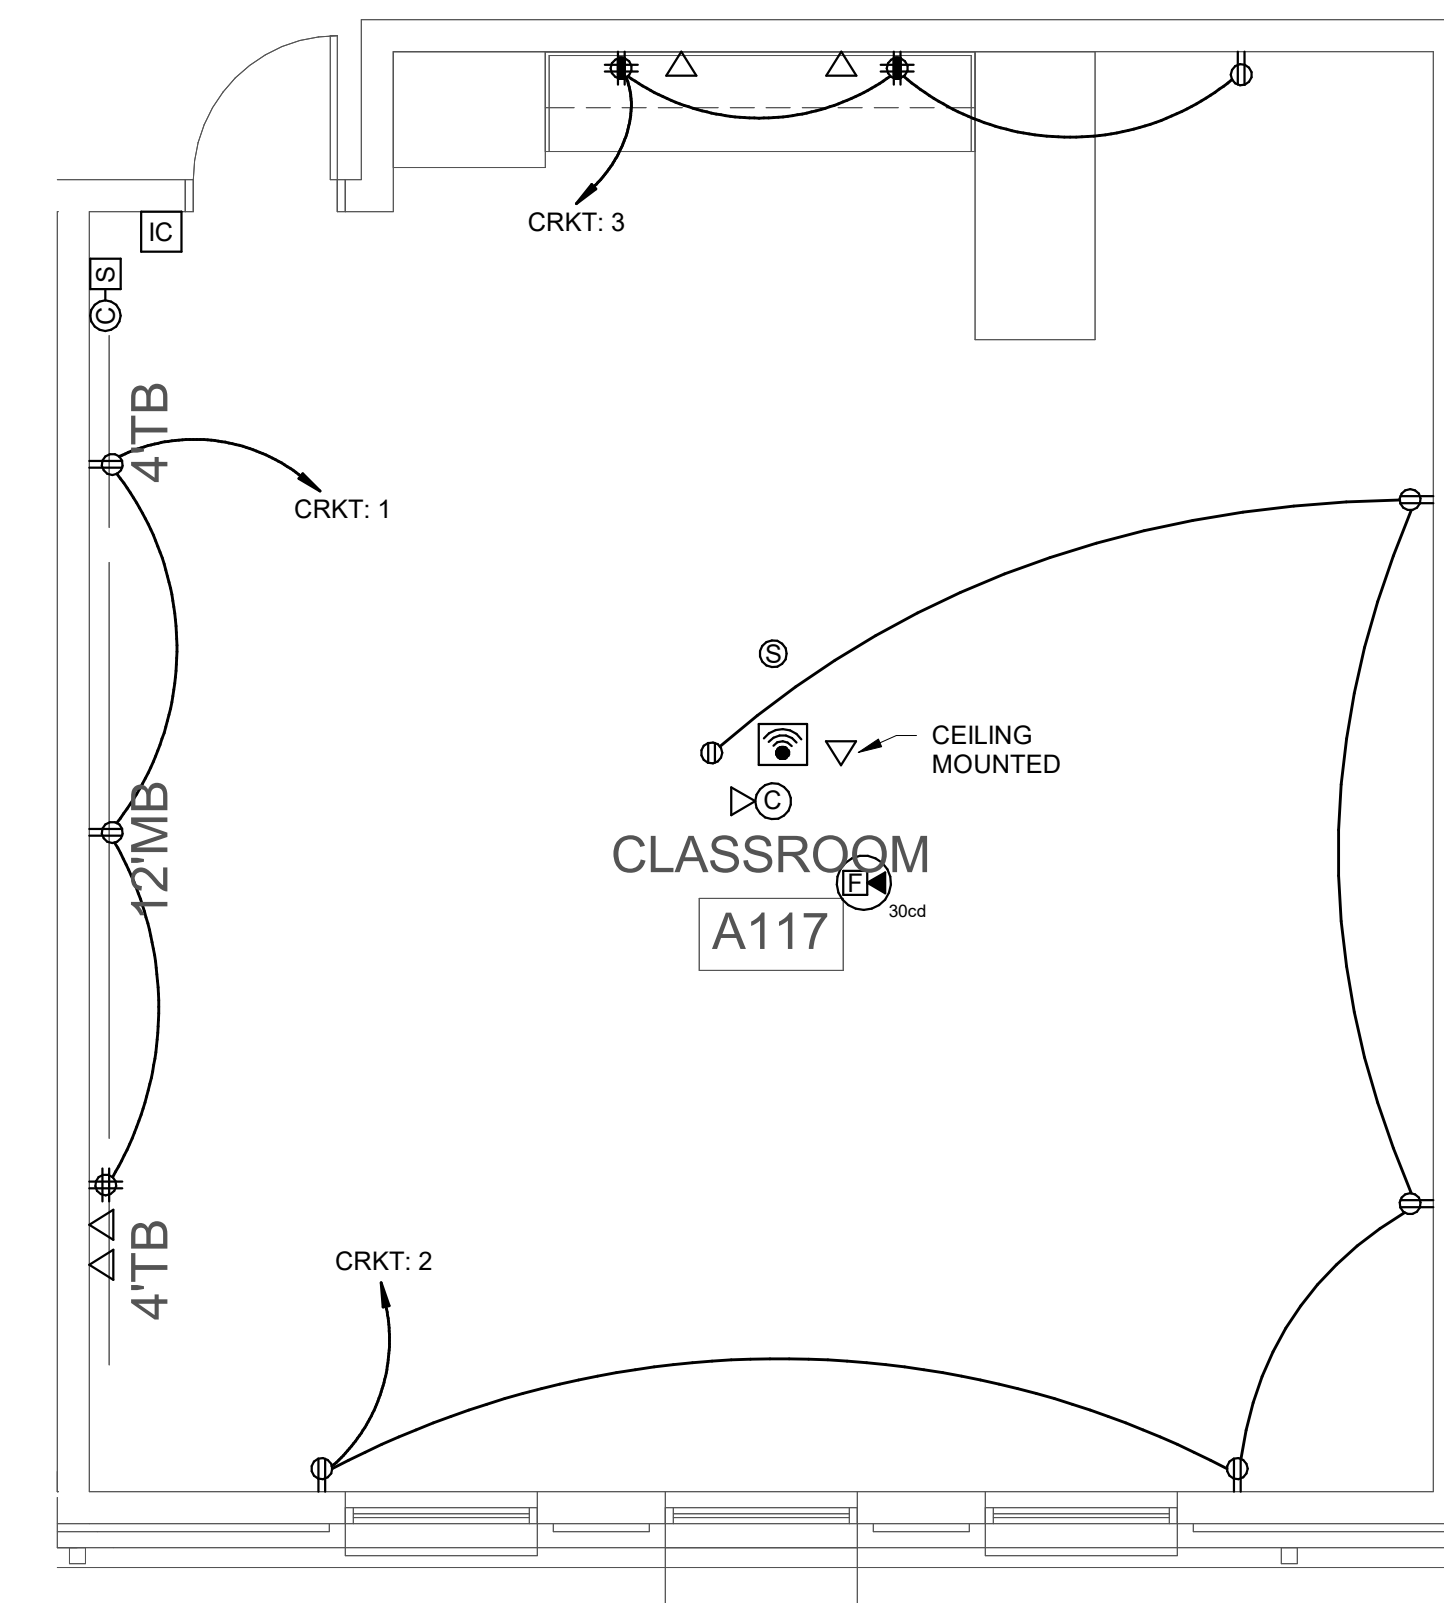 CRKT: 3
IC
S
C
4'TB
CRKT: 1
S
CEILING
MOUNTED
C
12'MB
CLASSROOM
F
30cd
A117
4'TB
CRKT: 2